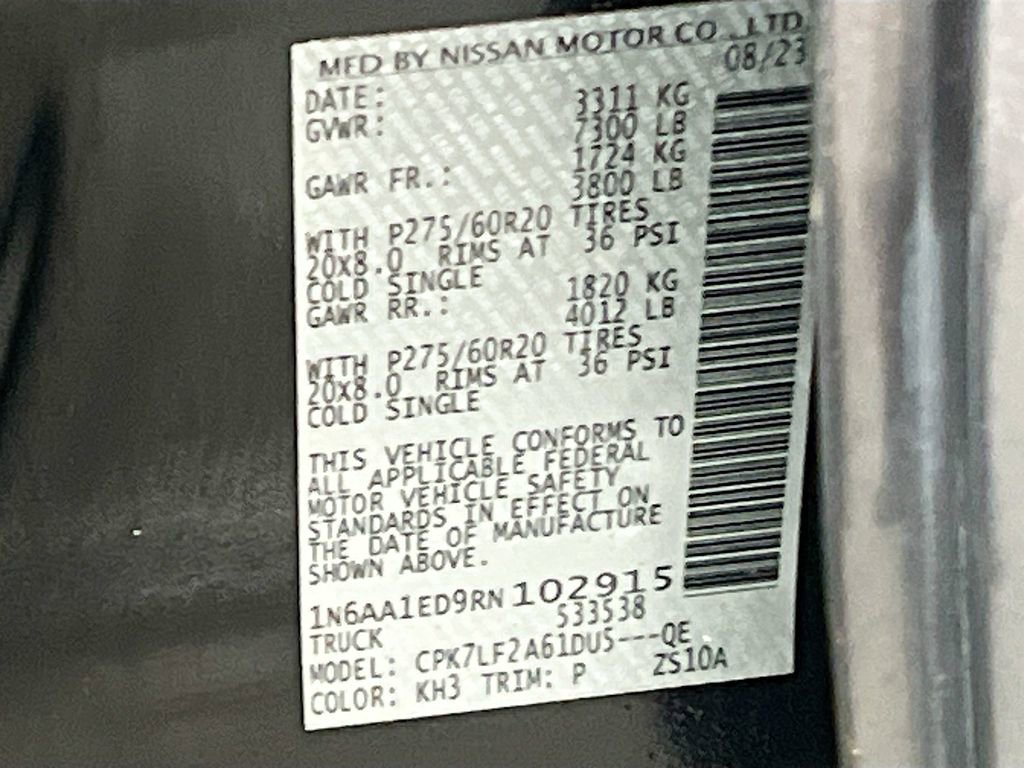 MFD BY NISSAN MOTOR CO.,LTD
DATE: 08/23
GVWR: 3311 KG
7300 LB
GAWR FR.: 1724 KG
3800 LB
WITH P275/60R20 TIRES
20x8.0 RIMS AT 36 PSI
COLD SINGLE
GAWR RR.: 1820 KG
4012 LB
WITH P275/60R20 TIRES
20x8.0 RIMS AT 36 PSI
COLD SINGLE
THIS VEHICLE CONFORMS TO
ALL APPLICABLE FEDERAL
MOTOR VEHICLE SAFETY
STANDARDS IN EFFECT ON
THE DATE OF MANUFACTURE
SHOWN ABOVE.
1N6AA1ED9RN102915
TRUCK 533538
MODEL: CPK7LF2A61DU5---QE
COLOR: KH3 TRIM: P ZS10A